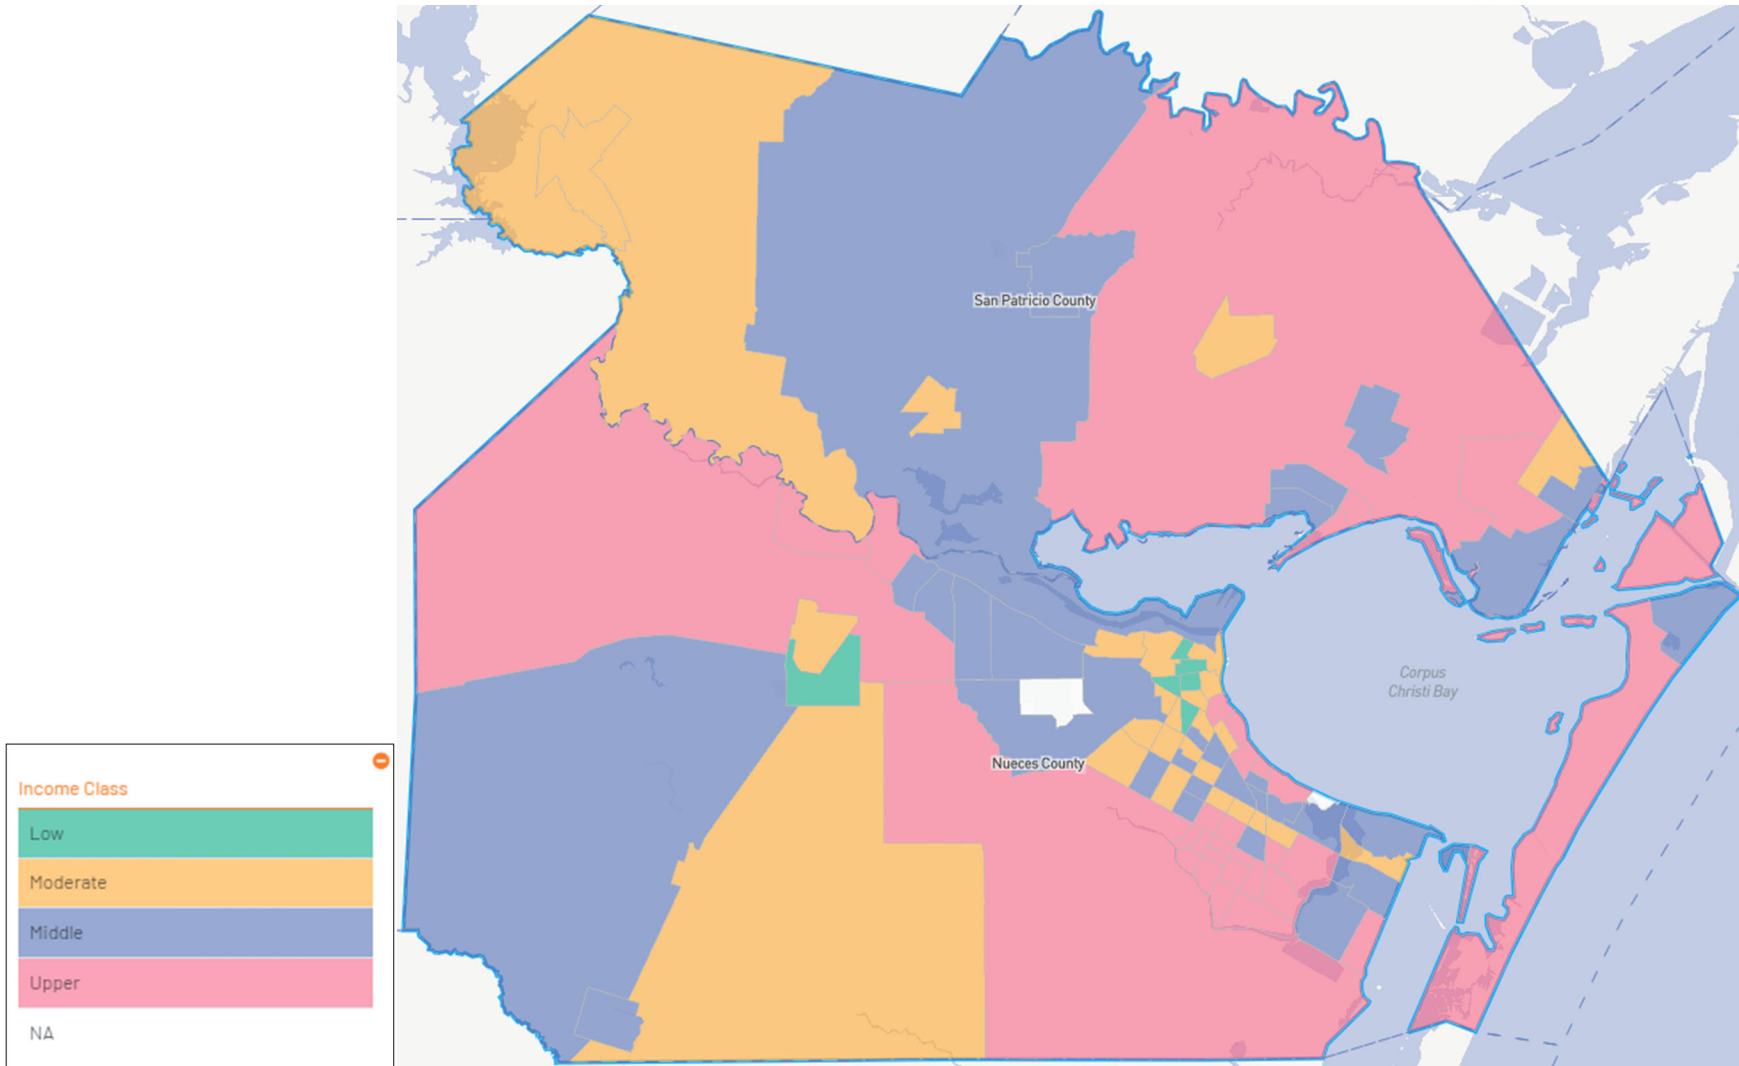 San Patricio County
Corpus
Christi Bay
Nueces County
Income Class
Low
Moderate
Middle
Upper
NA